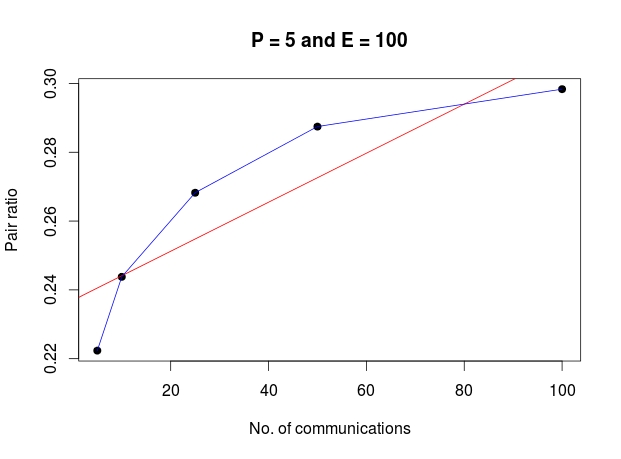 P = 5 and E = 100
0.30
0.28
0.26
0.24
0.22
Pair ratio
20 40 60 80 100
No. of communications